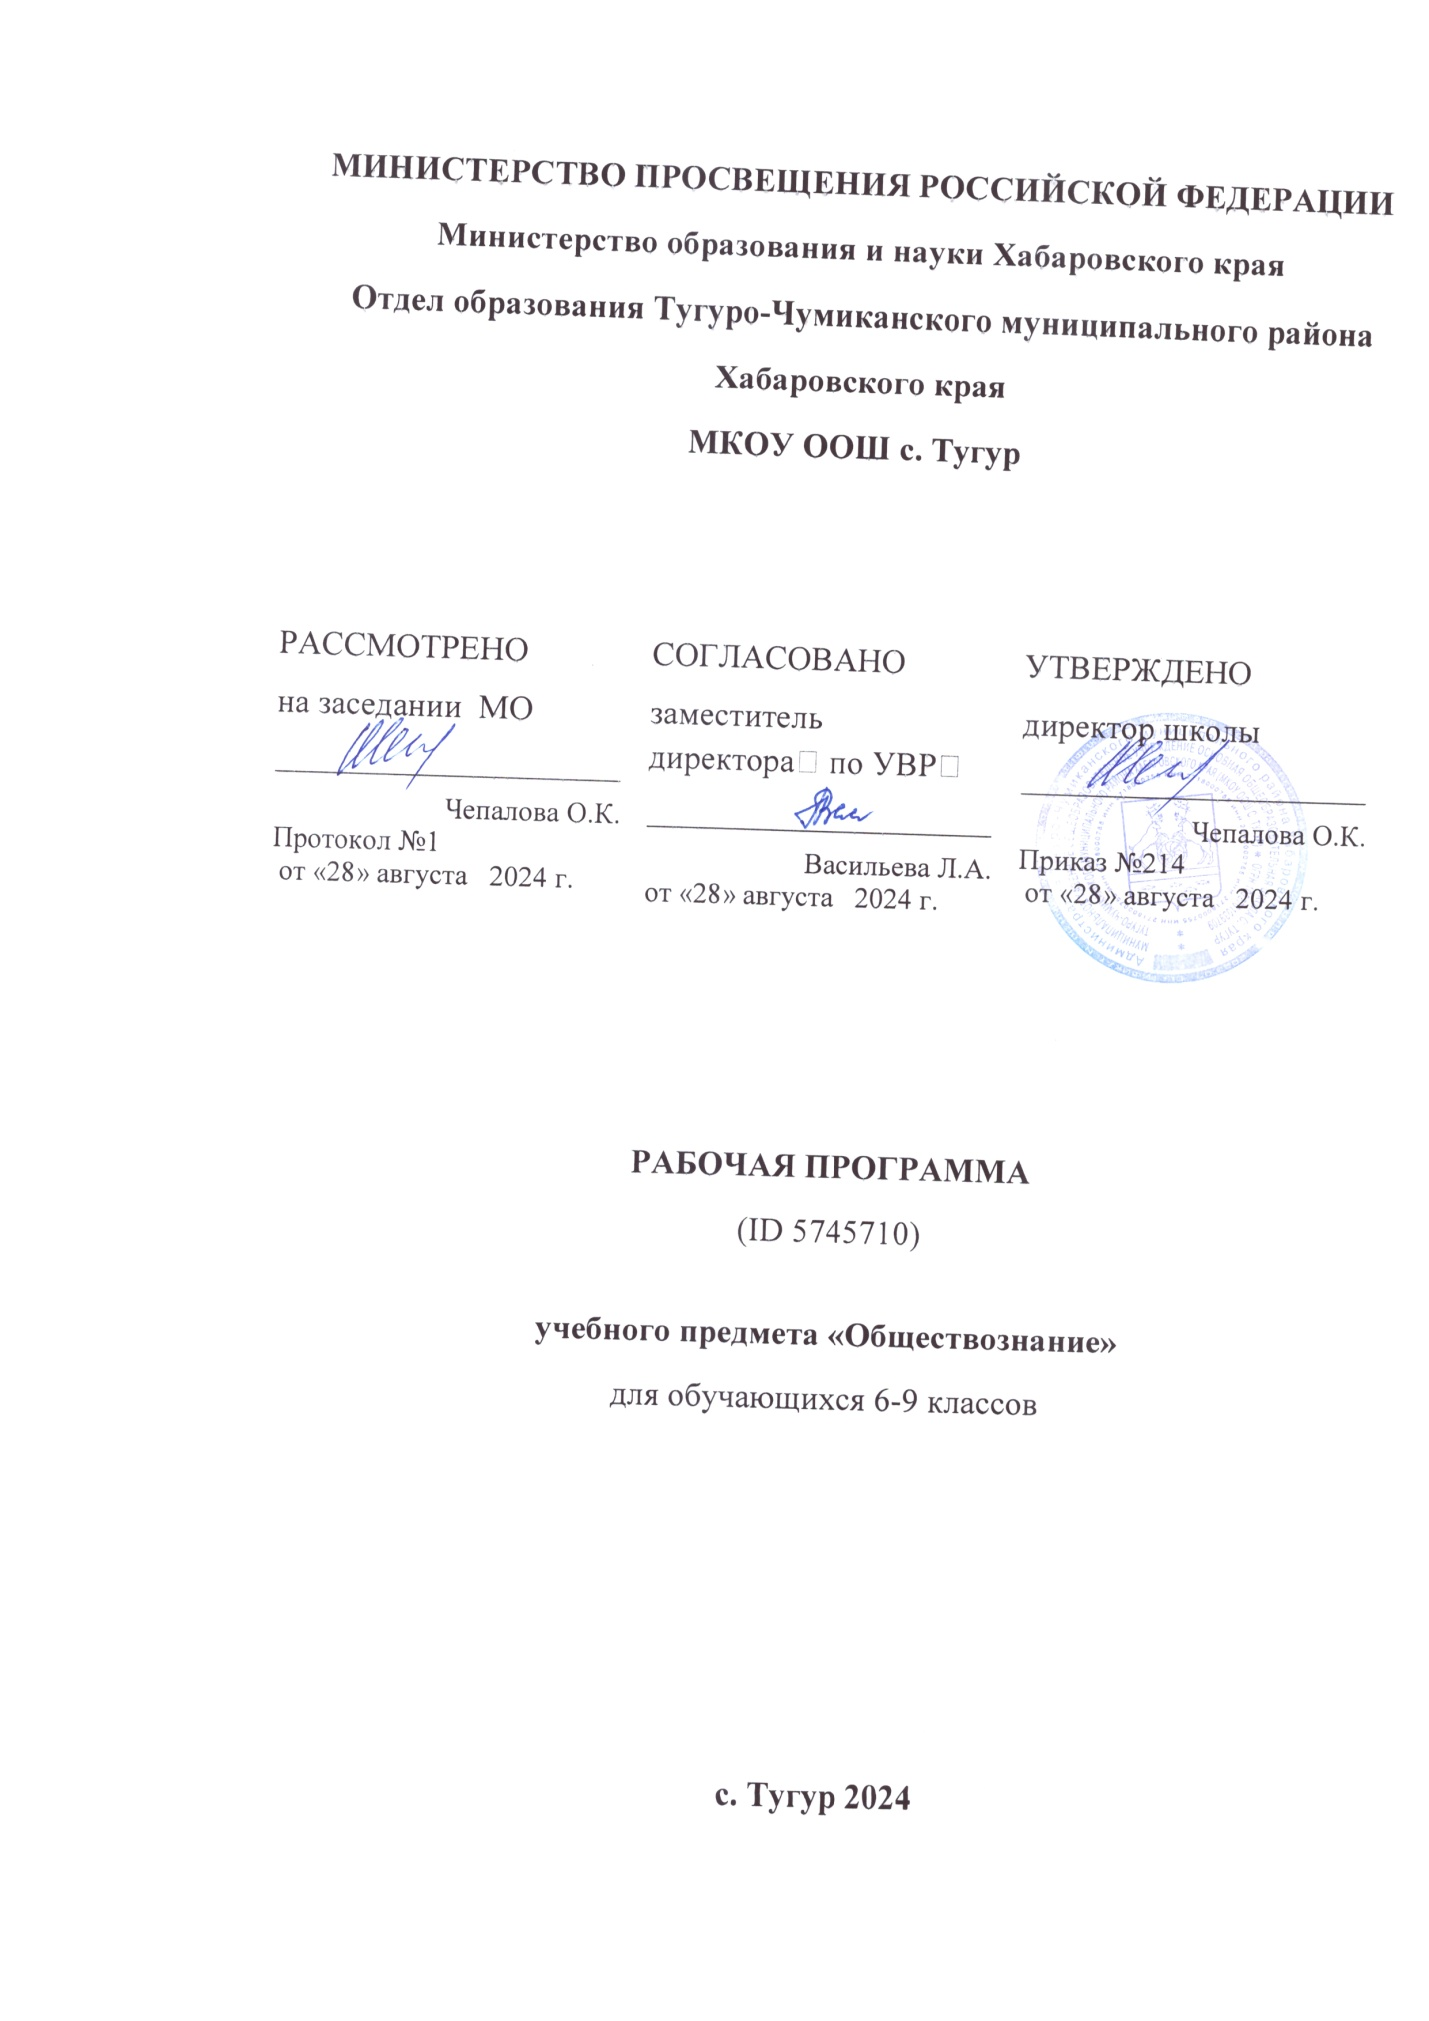 МИНИСТЕРСТВО ПРОСВЕЩЕНИЯ РОССИЙСКОЙ ФЕДЕРАЦИИ
Министерство образования и науки Хабаровского края
Отдел образования Тугуро-Чумиканского муниципального района
Хабаровского края
МКОУ ООШ с. Тугур
РАССМОТРЕНО
на заседании МО
Чепалова О.К.
Протокол №1
от «28» августа 2024 г.
СОГЛАСОВАНО
заместитель
директора по УВР
Васильева Л.А.
от «28» августа 2024 г.
УТВЕРЖДЕНО
директор школы
Чепалова О.К.
Приказ №214
от «28» августа 2024 г.
РАБОЧАЯ ПРОГРАММА
(ID 5745710)
учебного предмета «Обществознание»
для обучающихся 6-9 классов
с. Тугур 2024